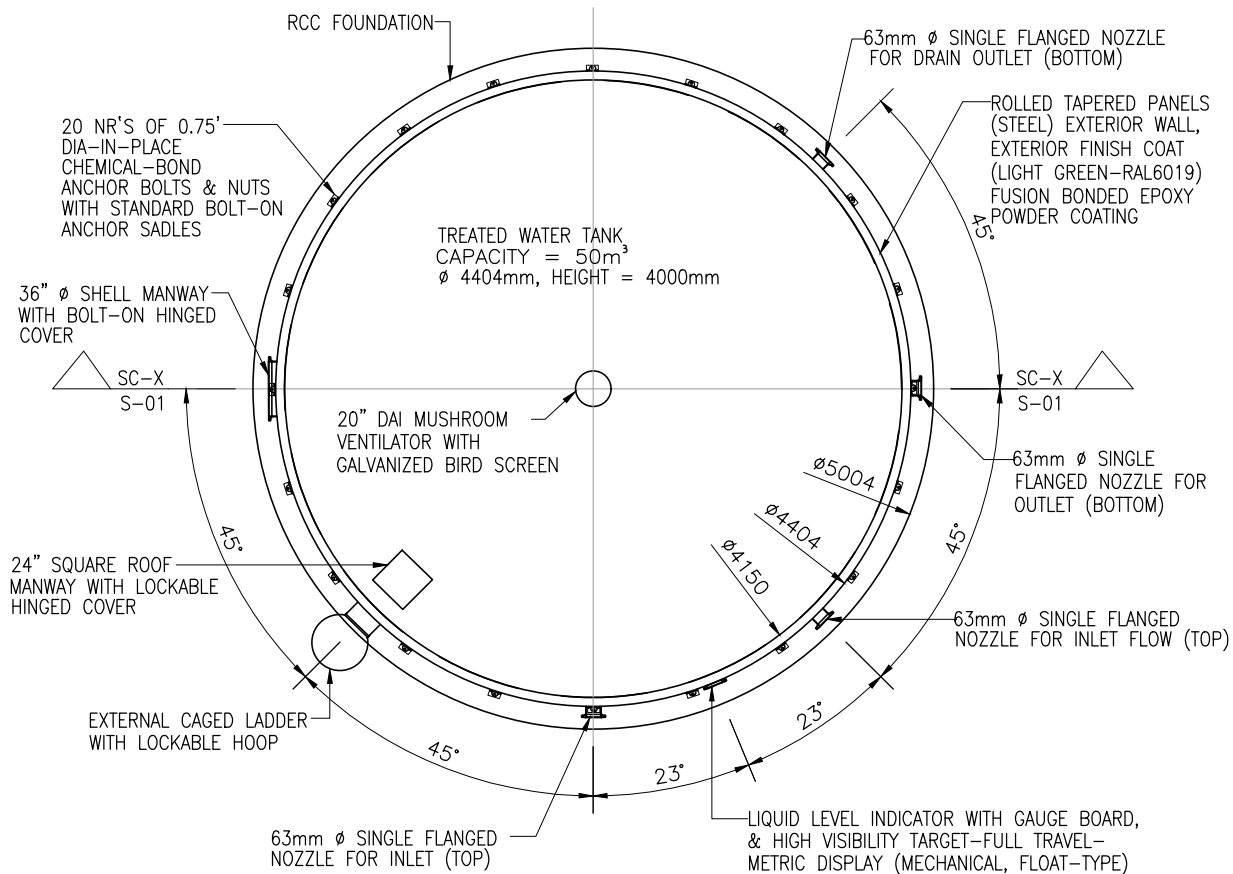 RCC FOUNDATION
63mm ø SINGLE FLANGED NOZZLE
FOR DRAIN OUTLET (BOTTOM)
20 NR'S OF 0.75'
DIA-IN-PLACE
CHEMICAL-BOND
ANCHOR BOLTS & NUTS
WITH STANDARD BOLT-ON
ANCHOR SADLES
ROLLED TAPERED PANELS
(STEEL) EXTERIOR WALL,
EXTERIOR FINISH COAT
(LIGHT GREEN-RAL6019)
FUSION BONDED EPOXY
POWDER COATING
45°
TREATED WATER TANK
CAPACITY = 50m³
ø 4404mm, HEIGHT = 4000mm
36" ø SHELL MANWAY
WITH BOLT-ON HINGED
COVER
SC-X
S-01
SC-X
S-01
20" DAI MUSHROOM
VENTILATOR WITH
GALVANIZED BIRD SCREEN
63mm ø SINGLE
FLANGED NOZZLE FOR
OUTLET (BOTTOM)
ø5004
ø4404
ø4150
45°
45°
24" SQUARE ROOF
MANWAY WITH LOCKABLE
HINGED COVER
63mm ø SINGLE FLANGED
NOZZLE FOR INLET FLOW (TOP)
EXTERNAL CAGED LADDER
WITH LOCKABLE HOOP
45°
23°
23°
63mm ø SINGLE FLANGED
NOZZLE FOR INLET (TOP)
LIQUID LEVEL INDICATOR WITH GAUGE BOARD,
& HIGH VISIBILITY TARGET-FULL TRAVEL-
METRIC DISPLAY (MECHANICAL, FLOAT-TYPE)